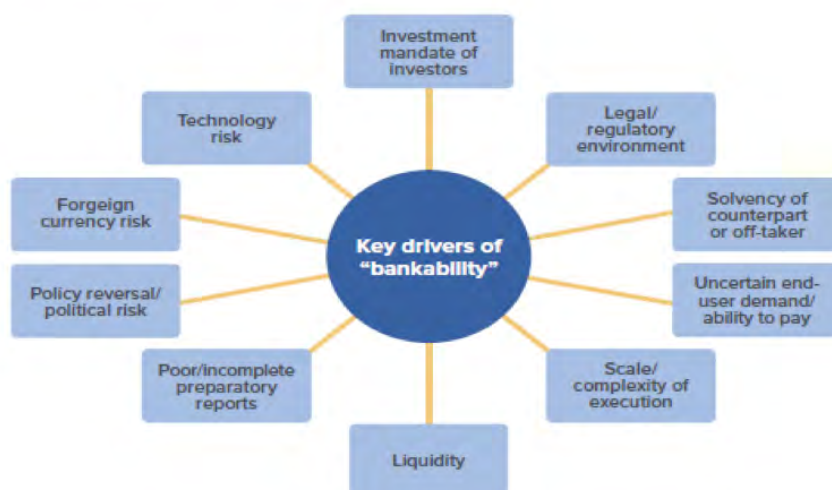 Investment
mandate of
investors
Technology
risk
Legal/
regulatory
environment
Forgeign
currency risk
Solvency of
counterpart
or off-taker
Key drivers of
“bankability”
Policy reversal/
political risk
Uncertain end-
user demand/
ability to pay
Poor/incomplete
preparatory
reports
Scale/
complexity of
execution
Liquidity